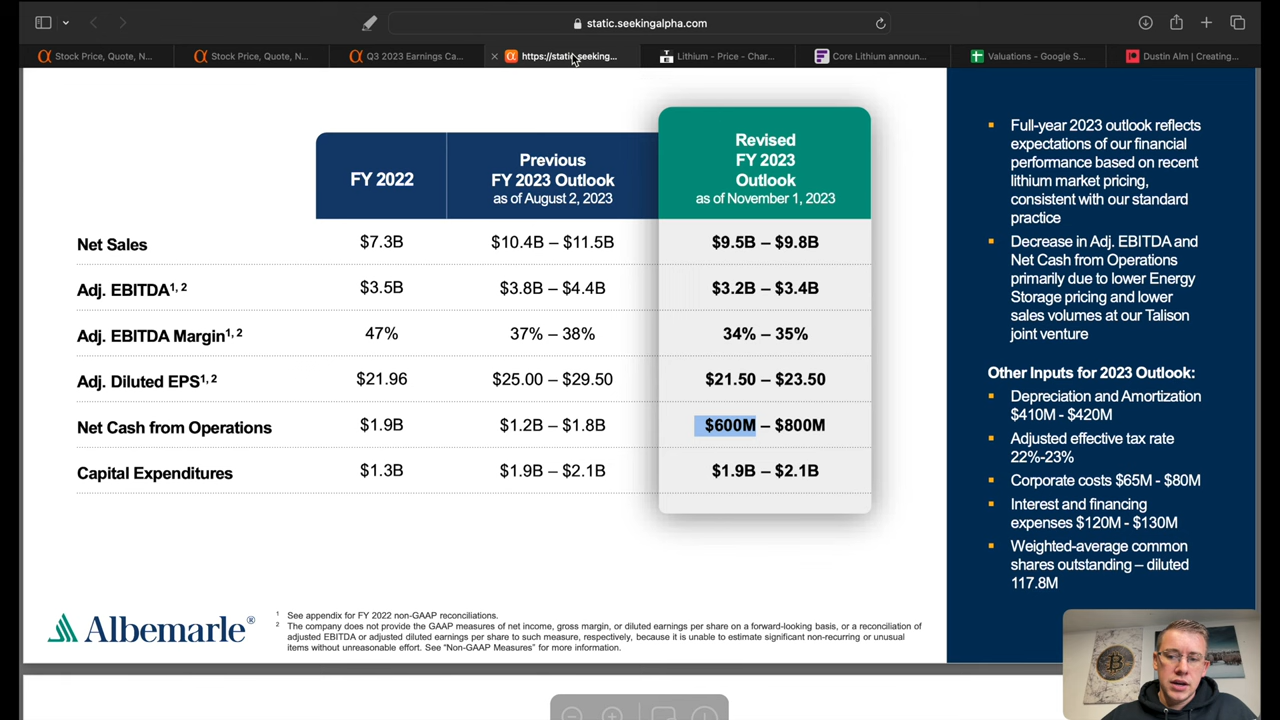 static.seekingalpha.com
Stock Price, Quote, N...
Stock Price, Quote, N...
Q3 2023 Earnings Ca...
https://static.seeking...
Lithium - Price - Char...
Core Lithium announ...
Valuations - Google S...
Dustin Alm | Creating...
FY 2022
Previous
FY 2023 Outlook
as of August 2, 2023
Revised
FY 2023
Outlook
as of November 1, 2023
Net Sales $7.3B $10.4B – $11.5B $9.5B – $9.8B
Adj. EBITDA1, 2 $3.5B $3.8B – $4.4B $3.2B – $3.4B
Adj. EBITDA Margin1, 2 47% 37% – 38% 34% – 35%
Adj. Diluted EPS1, 2 $21.96 $25.00 – $29.50 $21.50 – $23.50
Net Cash from Operations $1.9B $1.2B – $1.8B $600M – $800M
Capital Expenditures $1.3B $1.9B – $2.1B $1.9B – $2.1B
Albemarle®
1 See appendix for FY 2022 non-GAAP reconciliations.
2 The company does not provide the GAAP measures of net income, gross margin, or diluted earnings per share on a forward-looking basis, or a reconciliation of
adjusted EBITDA or adjusted diluted earnings per share to such measure, respectively, because it is unable to estimate significant non-recurring or unusual
items without unreasonable effort. See “Non-GAAP Measures” for more information.
▪ Full-year 2023 outlook reflects
expectations of our financial
performance based on recent
lithium market pricing,
consistent with our standard
practice
▪ Decrease in Adj. EBITDA and
Net Cash from Operations
primarily due to lower Energy
Storage pricing and lower
sales volumes at our Talison
joint venture
Other Inputs for 2023 Outlook:
▪ Depreciation and Amortization
$410M - $420M
▪ Adjusted effective tax rate
22%-23%
▪ Corporate costs $65M - $80M
▪ Interest and financing
expenses $120M - $130M
▪ Weighted-average common
shares outstanding – diluted
117.8M